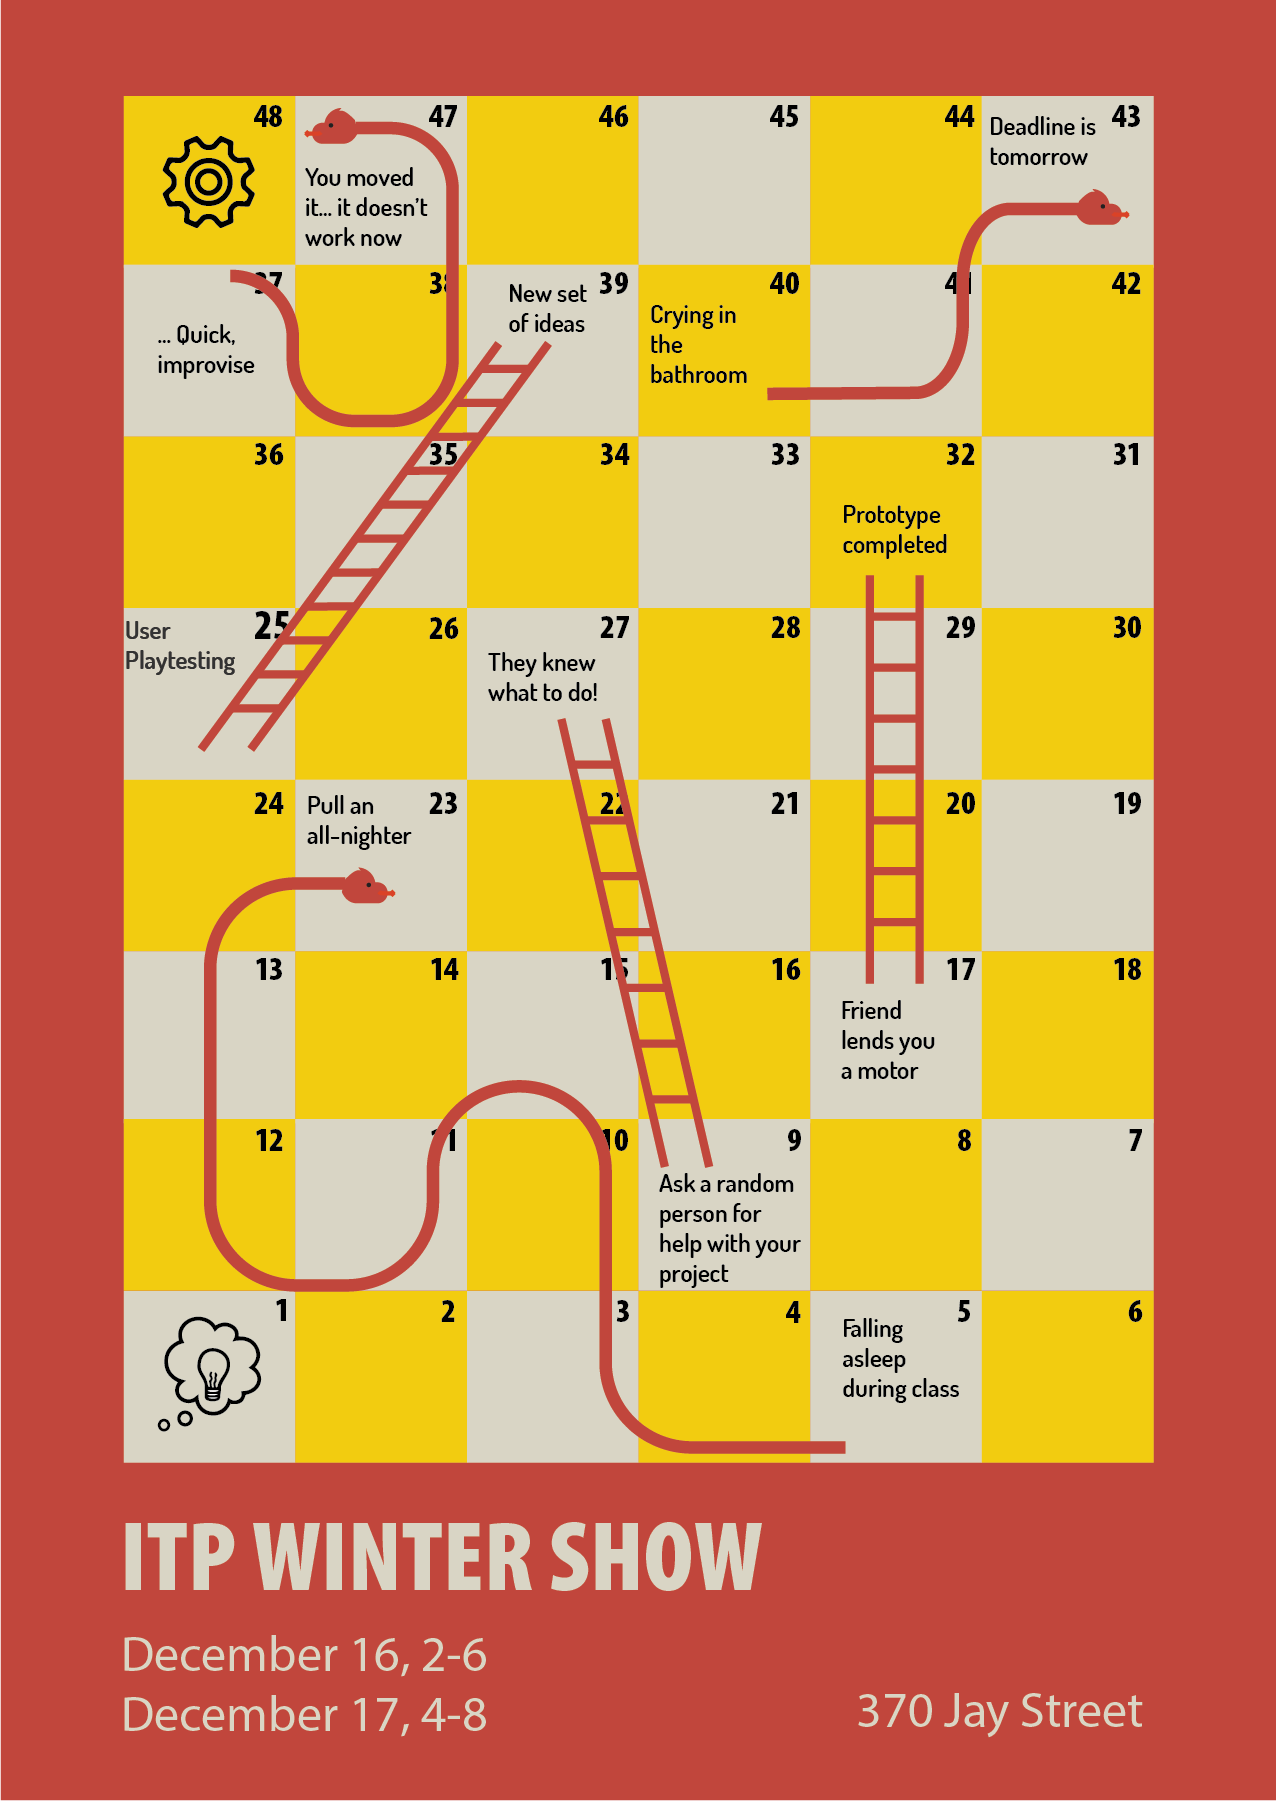 48 47 46 45 44 43
Deadline is
tomorrow
You moved
it... it doesn't
work now
37 38 39 40 41 42
New set
of ideas
Crying in
the
bathroom
... Quick,
improvise
36 35 34 33 32 31
Prototype
completed
25 26 27 28 29 30
User
Playtesting
They knew
what to do!
24 23 22 21 20 19
Pull an
all-nighter
13 14 15 16 17 18
Friend
lends you
a motor
12 11 10 9 8 7
Ask a random
person for
help with your
project
1 2 3 4 5 6
Falling
asleep
during class
ITP WINTER SHOW
December 16, 2-6
December 17, 4-8
370 Jay Street